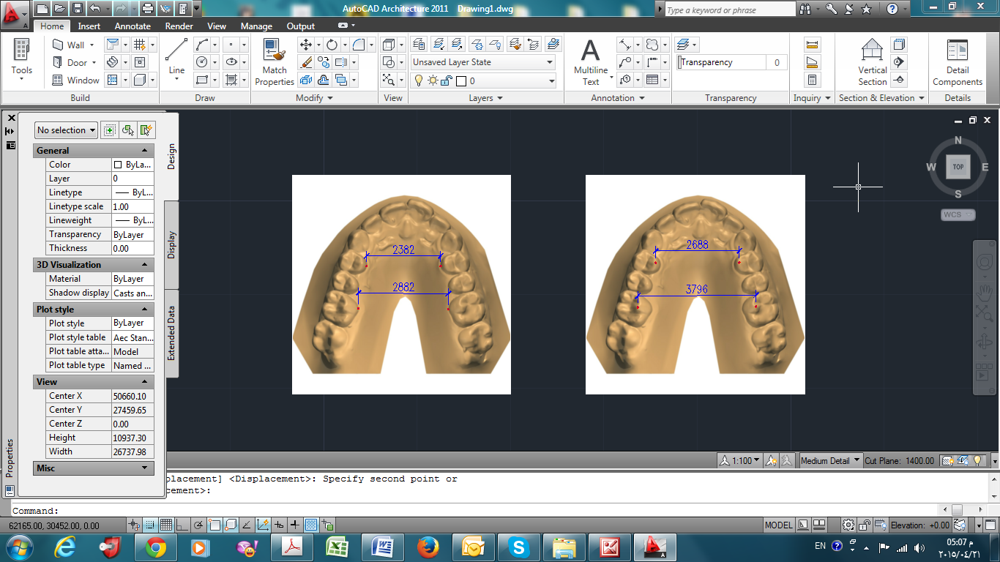 AutoCAD Architecture 2011 Drawing1.dwg
Type a keyword or phrase
Home Insert Annotate Render View Manage Output
Tools
Wall
Door
Window
Build
Line
Draw
Match
Properties
Modify
View
Unsaved Layer State
0
Layers
Multiline
Text
Annotation
Transparency 0
Transparency
Inquiry
Vertical
Section
Section & Elevation
Detail
Components
Details
No selection
General
Color ByLa...
Layer 0
Linetype ByL...
Linetype scale 1.00
Lineweight ByL...
Transparency ByLayer
Thickness 0.00
3D Visualization
Material ByLayer
Shadow display Casts an...
Plot style
Plot style ByLayer
Plot style table Aec Stan...
Plot table atta... Model
Plot table type Named ...
View
Center X 50660.10
Center Y 27459.65
Center Z 0.00
Height 10937.30
Width 26737.98
Misc
Properties
Design
Display
Extended Data
2382
2882
2688
3796
N
W TOP E
S
WCS
1:100 Medium Detail Cut Plane: 1400.00
placement] <Displacement>: Specify second point or
cement>:
Command:
62165.00, 30452.00, 0.00
MODEL
Elevation: +0.00
EN
05:07 م
٢٠١٥/٠٤/٢١